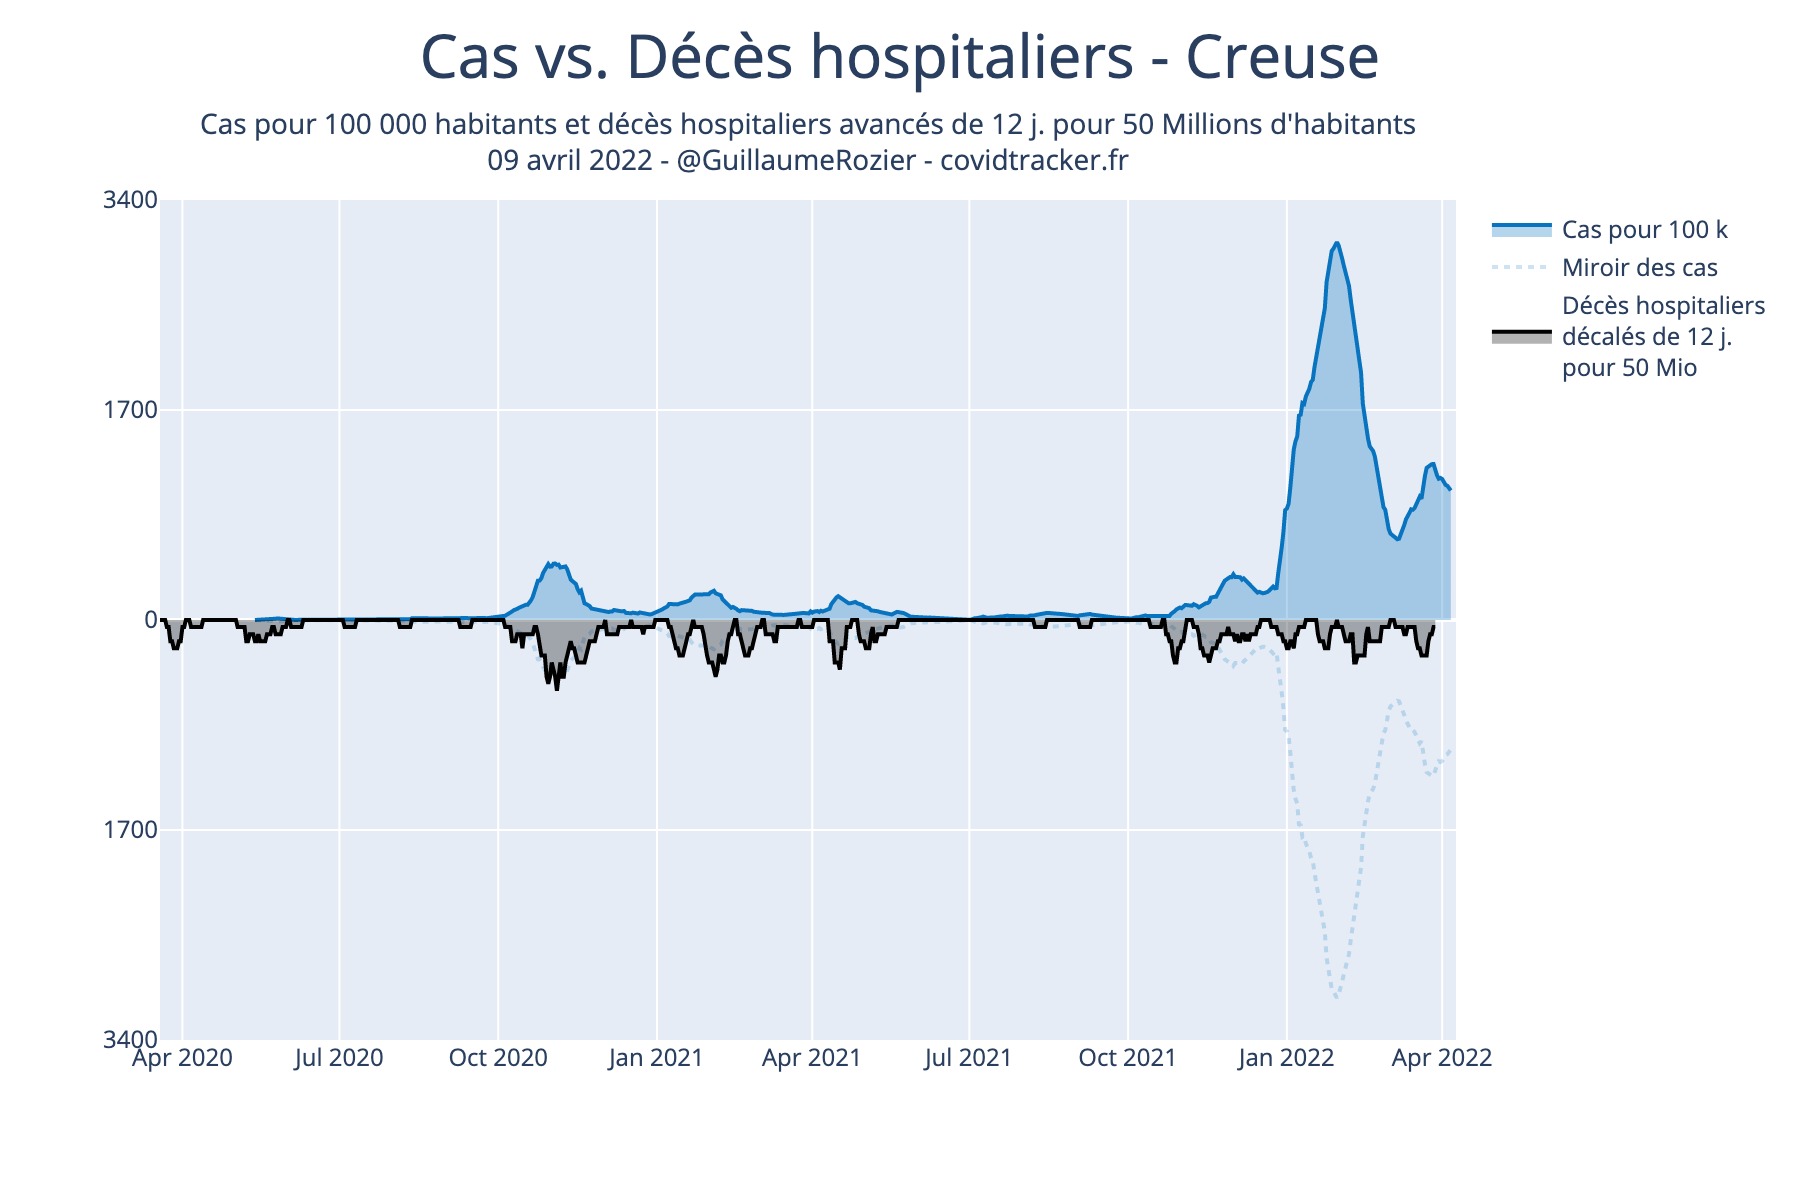 Cas vs. Décès hospitaliers - Creuse
Cas pour 100 000 habitants et décès hospitaliers avancés de 12 j. pour 50 Millions d'habitants
09 avril 2022 - @GuillaumeRozier - covidtracker.fr
3400
1700
0
1700
3400
Apr 2020
Jul 2020
Oct 2020
Jan 2021
Apr 2021
Jul 2021
Oct 2021
Jan 2022
Apr 2022
Cas pour 100 k
Miroir des cas
Décès hospitaliers
décalés de 12 j.
pour 50 Mio